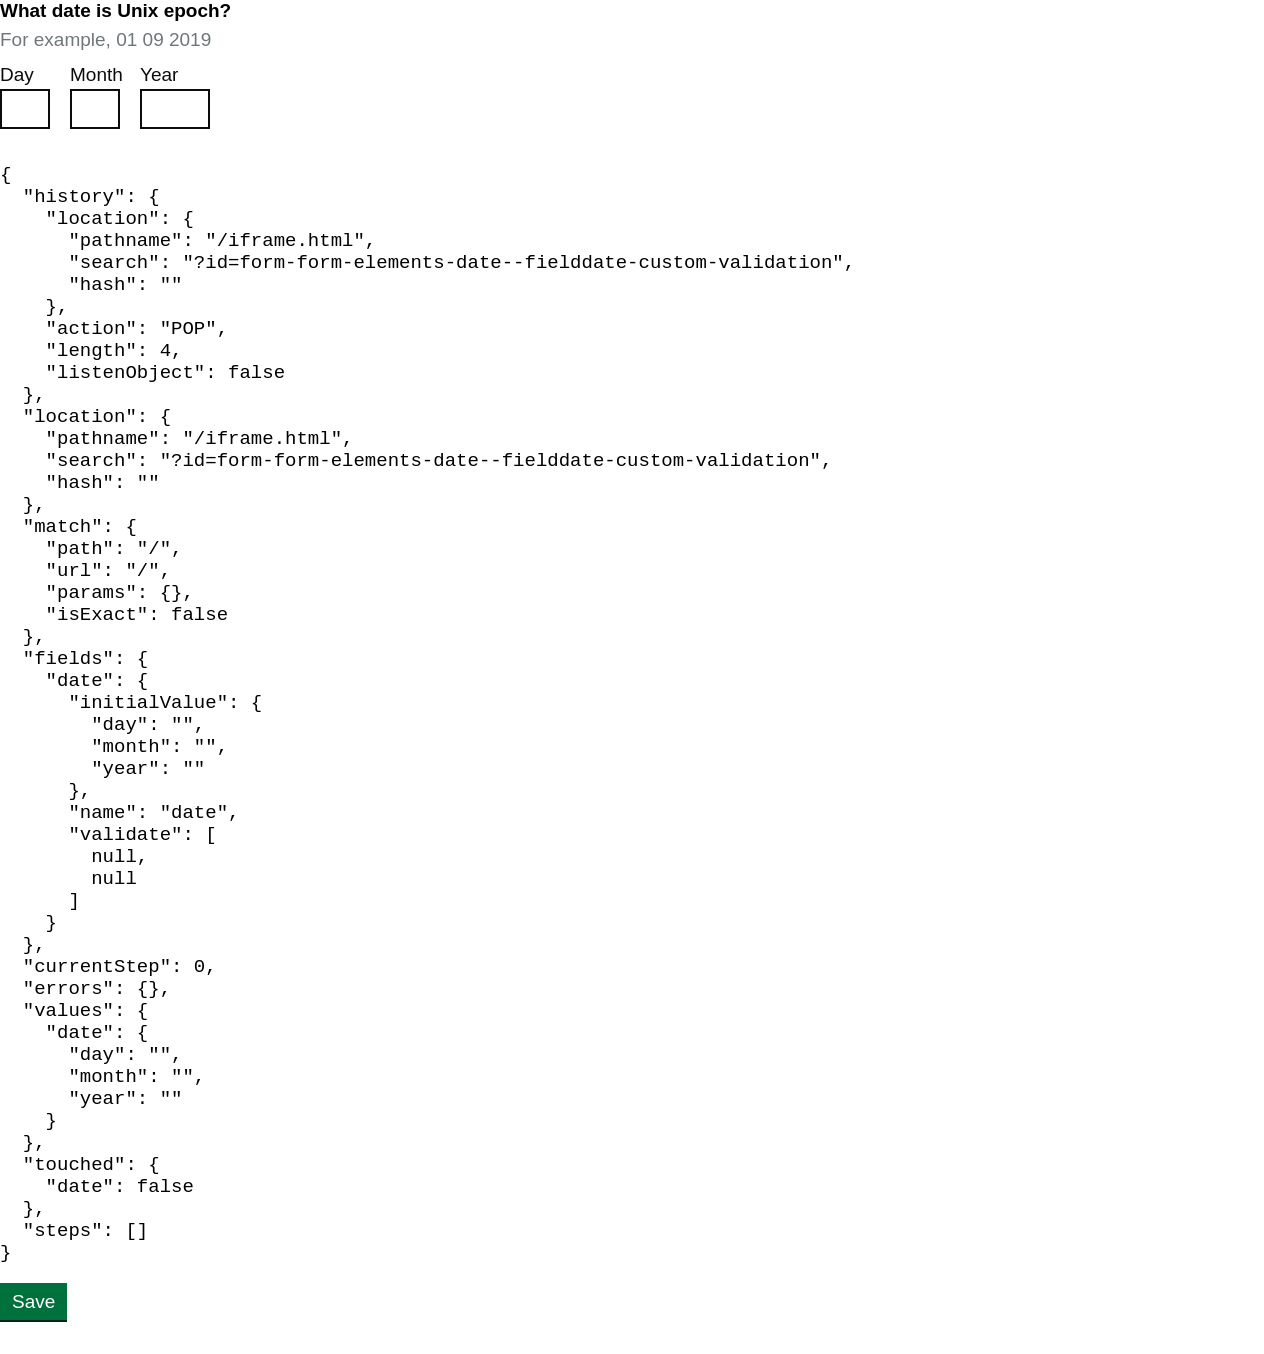 What date is Unix epoch?
For example, 01 09 2019
Day Month Year
{
  "history": {
    "location": {
      "pathname": "/iframe.html",
      "search": "?id=form-form-elements-date--fielddate-custom-validation",
      "hash": ""
    },
    "action": "POP",
    "length": 4,
    "listenObject": false
  },
  "location": {
    "pathname": "/iframe.html",
    "search": "?id=form-form-elements-date--fielddate-custom-validation",
    "hash": ""
  },
  "match": {
    "path": "/",
    "url": "/",
    "params": {},
    "isExact": false
  },
  "fields": {
    "date": {
      "initialValue": {
        "day": "",
        "month": "",
        "year": ""
      },
      "name": "date",
      "validate": [
        null,
        null
      ]
    }
  },
  "currentStep": 0,
  "errors": {},
  "values": {
    "date": {
      "day": "",
      "month": "",
      "year": ""
    }
  },
  "touched": {
    "date": false
  },
  "steps": []
}
Save